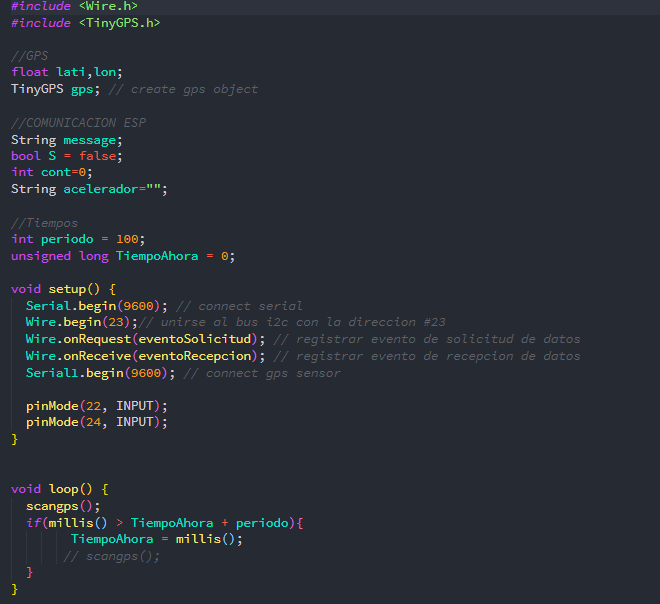 #include <Wire.h>
#include <TinyGPS.h>
//GPS
float lati,lon;
TinyGPS gps; // create gps object
//COMUNICACION ESP
String message;
bool S = false;
int cont=0;
String acelerador="";
//Tiempos
int periodo = 100;
unsigned long TiempoAhora = 0;
void setup() {
Serial.begin(9600); // connect serial
Wire.begin(23);// unirse al bus i2c con la direccion #23
Wire.onRequest(eventoSolicitud); // registrar evento de solicitud de datos
Wire.onReceive(eventoRecepcion); // registrar evento de recepcion de datos
Serial1.begin(9600); // connect gps sensor
pinMode(22, INPUT);
pinMode(24, INPUT);
}
void loop() {
scangps();
if(millis() > TiempoAhora + periodo){
TiempoAhora = millis();
// scangps();
}
}